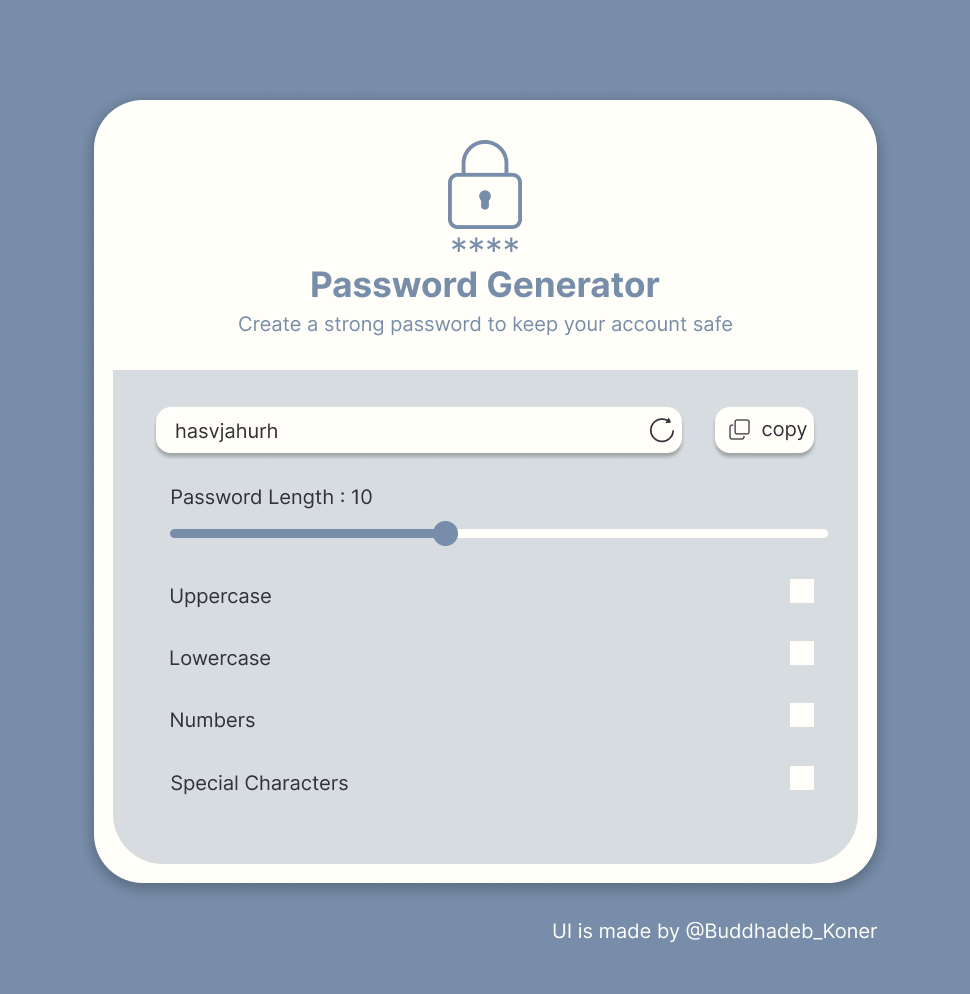 ****
Password Generator
Create a strong password to keep your account safe
hasvjahurh
copy
Password Length : 10
Uppercase
Lowercase
Numbers
Special Characters
UI is made by @Buddhadeb_Koner